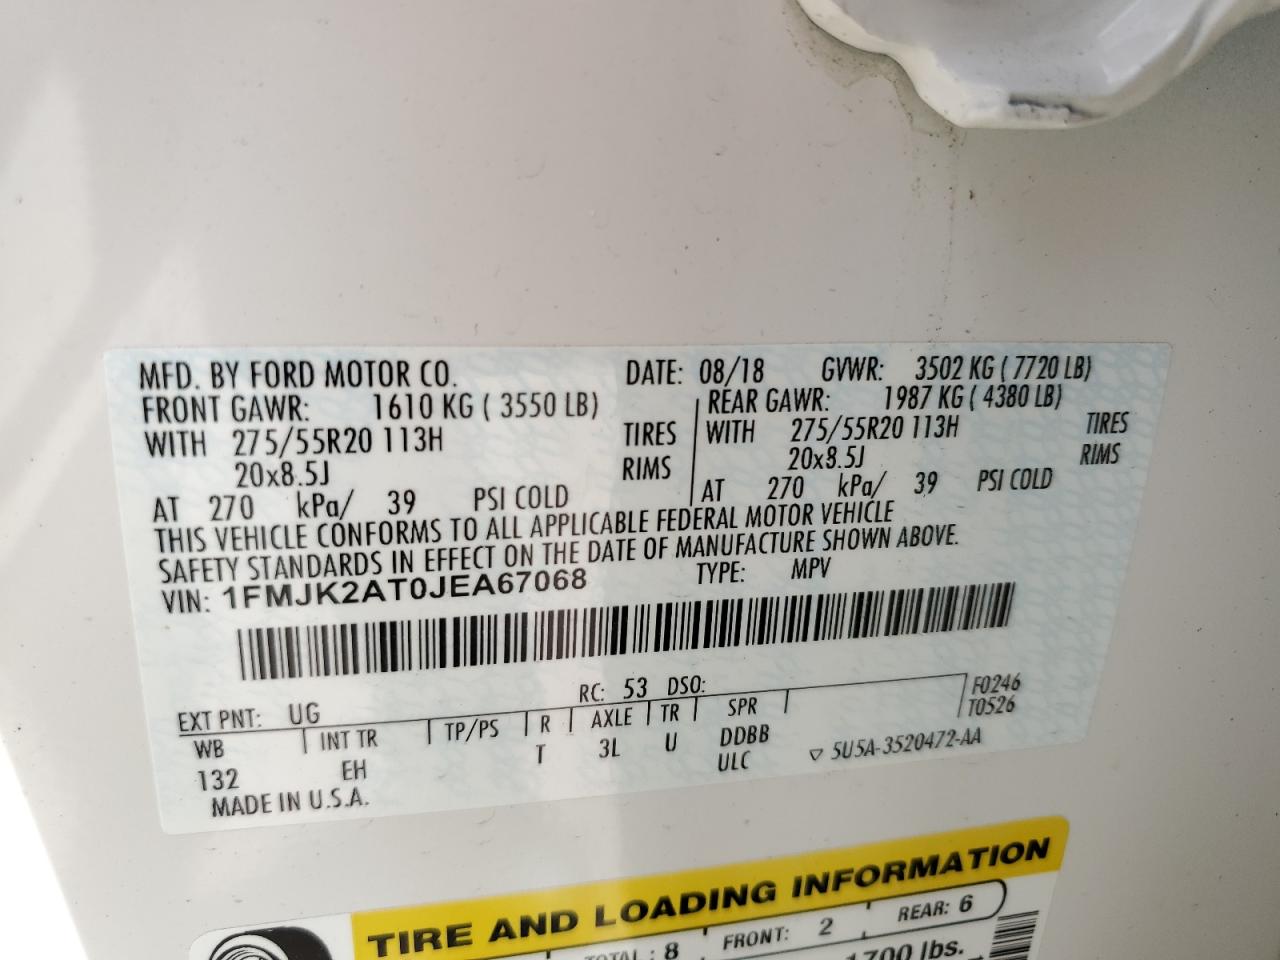 MFD. BY FORD MOTOR CO. DATE: 08/18 GVWR: 3502 KG ( 7720 LB)
FRONT GAWR: 1610 KG ( 3550 LB) REAR GAWR: 1987 KG ( 4380 LB)
WITH 275/55R20 113H TIRES WITH 275/55R20 113H TIRES
20x8.5J RIMS 20x8.5J RIMS
AT 270 kPa/ 39 PSI COLD AT 270 kPa/ 39 PSI COLD
THIS VEHICLE CONFORMS TO ALL APPLICABLE FEDERAL MOTOR VEHICLE
SAFETY STANDARDS IN EFFECT ON THE DATE OF MANUFACTURE SHOWN ABOVE.
VIN: 1FMJK2AT0JEA67068 TYPE: MPV
EXT PNT: UG RC: 53 DSO: F0246
WB INT TR TP/PS R AXLE TR SPR T0526
132 EH T 3L U DDBB
ULC ▽ 5U5A-3520472-AA
MADE IN U.S.A.
TIRE AND LOADING INFORMATION
TOTAL: 8 FRONT: 2 REAR: 6
1700 lbs.